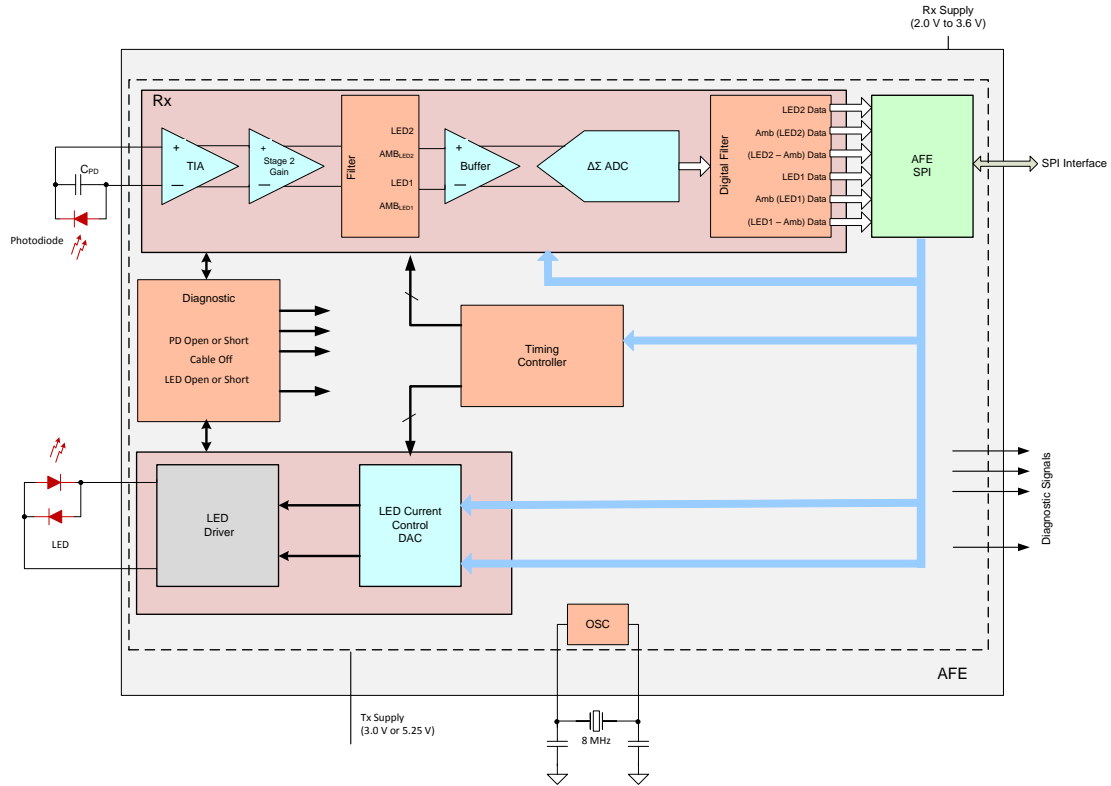 Rx Supply
(2.0 V to 3.6 V)
Rx
+
−
TIA
+
−
Stage 2
Gain
Filter
LED2
AMBLED2
LED1
AMBLED1
+
−
Buffer
ΔΣ ADC
Digital Filter
LED2 Data
Amb (LED2) Data
(LED2 – Amb) Data
LED1 Data
Amb (LED1) Data
(LED1 – Amb) Data
AFE
SPI
SPI Interface
CPD
Photodiode
Diagnostic
PD Open or Short
Cable Off
LED Open or Short
Timing
Controller
LED
Driver
LED Current
Control
DAC
LED
Diagnostic Signals
OSC
AFE
Tx Supply
(3.0 V or 5.25 V)
8 MHz